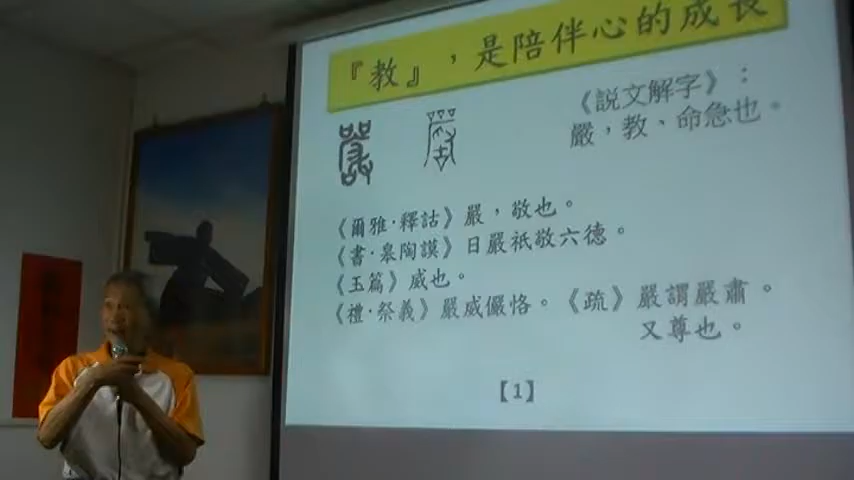 『教』，是陪伴心的成長
《說文解字》：
嚴，教、命急也。
《爾雅·釋詁》嚴，敬也。
《書·皋陶謨》日嚴祗敬六德。
《玉篇》威也。
《禮·祭義》嚴威儼恪。《疏》嚴謂嚴肅。
又尊也。
【1】